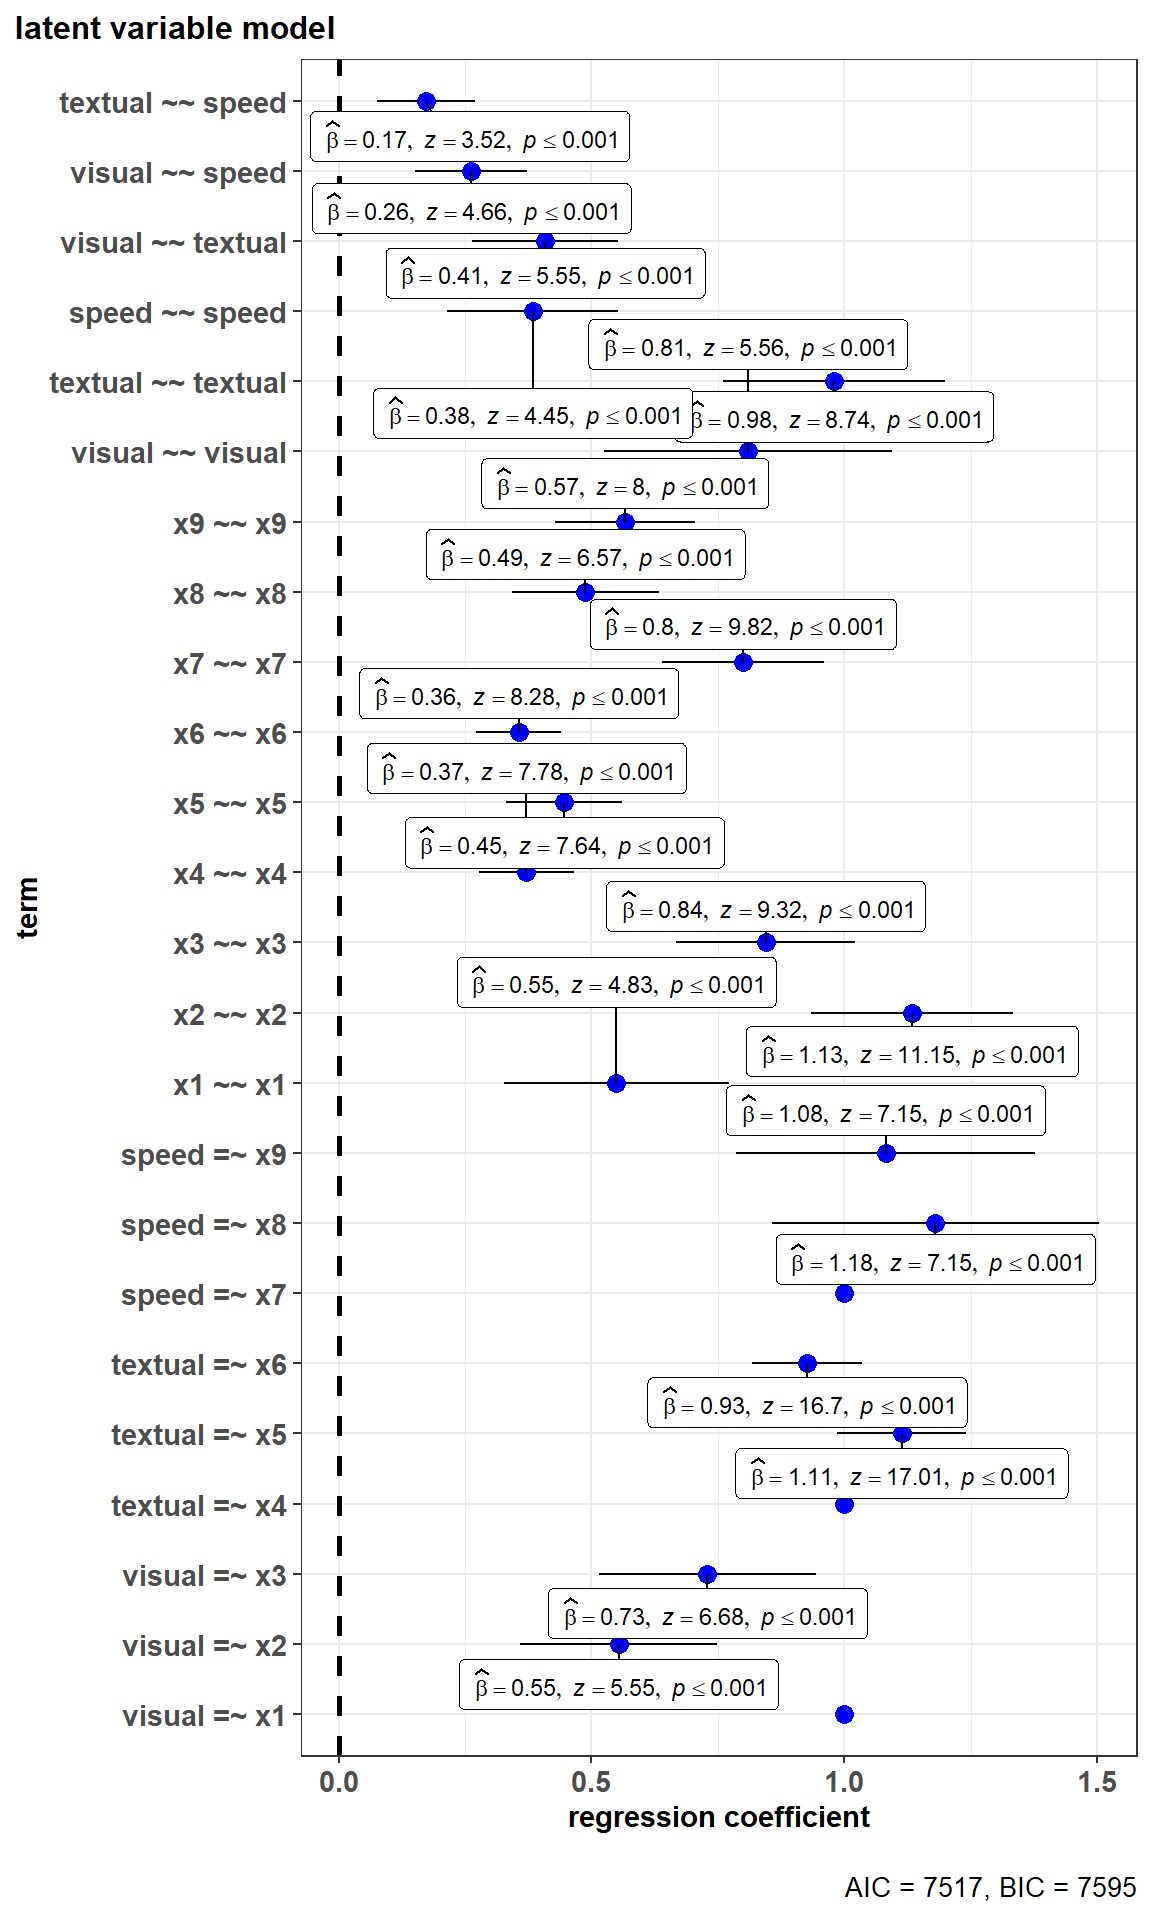 latent variable model
textual ~~ speed
β̂ = 0.17, z = 3.52, p ≤ 0.001
visual ~~ speed
β̂ = 0.26, z = 4.66, p ≤ 0.001
visual ~~ textual
β̂ = 0.41, z = 5.55, p ≤ 0.001
speed ~~ speed
β̂ = 0.81, z = 5.56, p ≤ 0.001
textual ~~ textual
β̂ = 0.38, z = 4.45, p ≤ 0.001
β̂ = 0.98, z = 8.74, p ≤ 0.001
visual ~~ visual
β̂ = 0.57, z = 8, p ≤ 0.001
x9 ~~ x9
β̂ = 0.49, z = 6.57, p ≤ 0.001
x8 ~~ x8
β̂ = 0.8, z = 9.82, p ≤ 0.001
x7 ~~ x7
β̂ = 0.36, z = 8.28, p ≤ 0.001
x6 ~~ x6
β̂ = 0.37, z = 7.78, p ≤ 0.001
x5 ~~ x5
β̂ = 0.45, z = 7.64, p ≤ 0.001
x4 ~~ x4
β̂ = 0.84, z = 9.32, p ≤ 0.001
x3 ~~ x3
β̂ = 0.55, z = 4.83, p ≤ 0.001
x2 ~~ x2
β̂ = 1.13, z = 11.15, p ≤ 0.001
x1 ~~ x1
β̂ = 1.08, z = 7.15, p ≤ 0.001
speed =~ x9
speed =~ x8
β̂ = 1.18, z = 7.15, p ≤ 0.001
speed =~ x7
textual =~ x6
β̂ = 0.93, z = 16.7, p ≤ 0.001
textual =~ x5
β̂ = 1.11, z = 17.01, p ≤ 0.001
textual =~ x4
visual =~ x3
β̂ = 0.73, z = 6.68, p ≤ 0.001
visual =~ x2
β̂ = 0.55, z = 5.55, p ≤ 0.001
visual =~ x1
term
0.0 0.5 1.0 1.5
regression coefficient
AIC = 7517, BIC = 7595